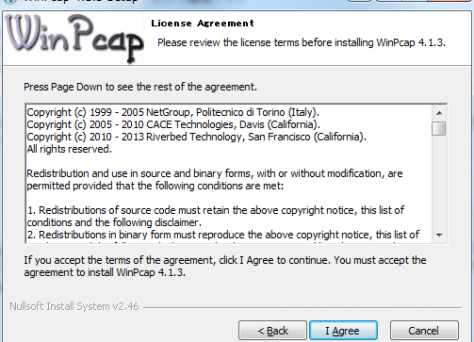 License Agreement
WinPcap
Please review the license terms before installing WinPcap 4.1.3.
Press Page Down to see the rest of the agreement.
Copyright (c) 1999 - 2005 NetGroup, Politecnico di Torino (Italy).
Copyright (c) 2005 - 2010 CACE Technologies, Davis (California).
Copyright (c) 2010 - 2013 Riverbed Technology, San Francisco (California).
All rights reserved.
Redistribution and use in source and binary forms, with or without modification, are
permitted provided that the following conditions are met:
1. Redistributions of source code must retain the above copyright notice, this list of
conditions and the following disclaimer.
2. Redistributions in binary form must reproduce the above copyright notice, this list of
If you accept the terms of the agreement, click I Agree to continue. You must accept the
agreement to install WinPcap 4.1.3.
Nullsoft Install System v2.46
< Back
I Agree
Cancel